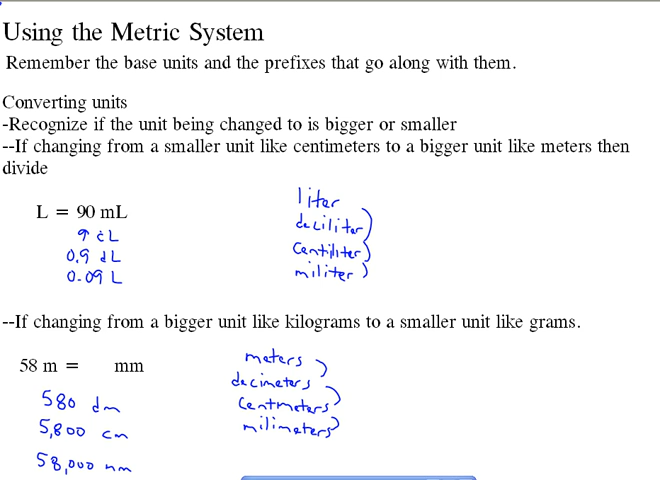 Using the Metric System
Remember the base units and the prefixes that go along with them.
Converting units
-Recognize if the unit being changed to is bigger or smaller
--If changing from a smaller unit like centimeters to a bigger unit like meters then
divide
L = 90 mL
9 cL
0.9 dL
0.09 L
liter
deciliter
Centiliter
militer
--If changing from a bigger unit like kilograms to a smaller unit like grams.
58 m = mm
580 dm
5,800 cm
58,000 mm
meters
decimeters
Centmeters
milimeters